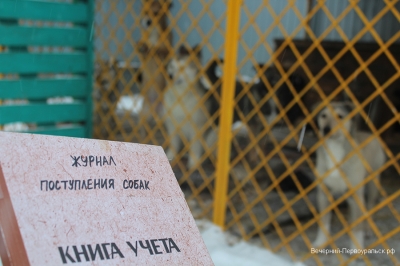 ЖУРНАЛ
ПОСТУПЛЕНИЯ СОБАК
КНИГА УЧЕТА
Вечерний-Первоуральск.рф